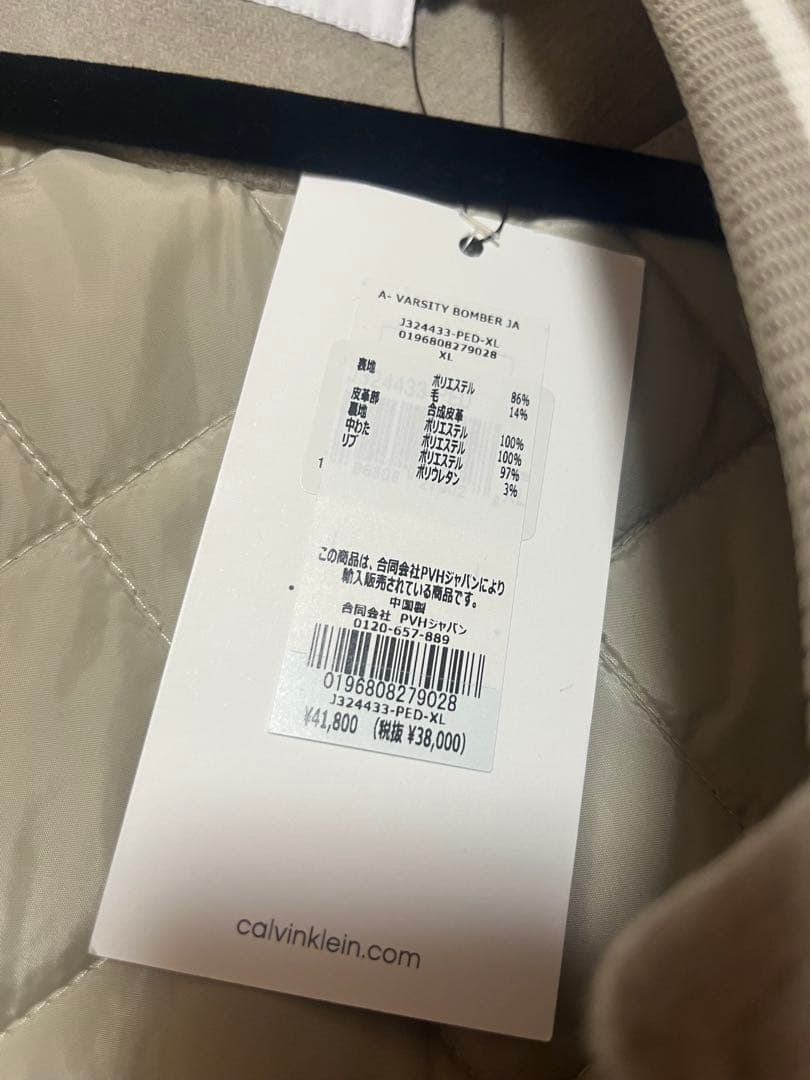 A- VARSITY BOMBER JA
J324433-PED-XL
0196808279028
XL
表地 ポリエステル 86%
毛 14%
皮革部 合成皮革
裏地 ポリエステル 100%
中わた ポリエステル 100%
リブ ポリエステル 97%
ポリウレタン 3%
1
この商品は、合同会社PVHジャパンにより
輸入販売されている商品です。
中国製
合同会社 PVHジャパン
0120-657-889
0196808279028
J324433-PED-XL
¥41,800 (税抜 ¥38,000)
calvinklein.com